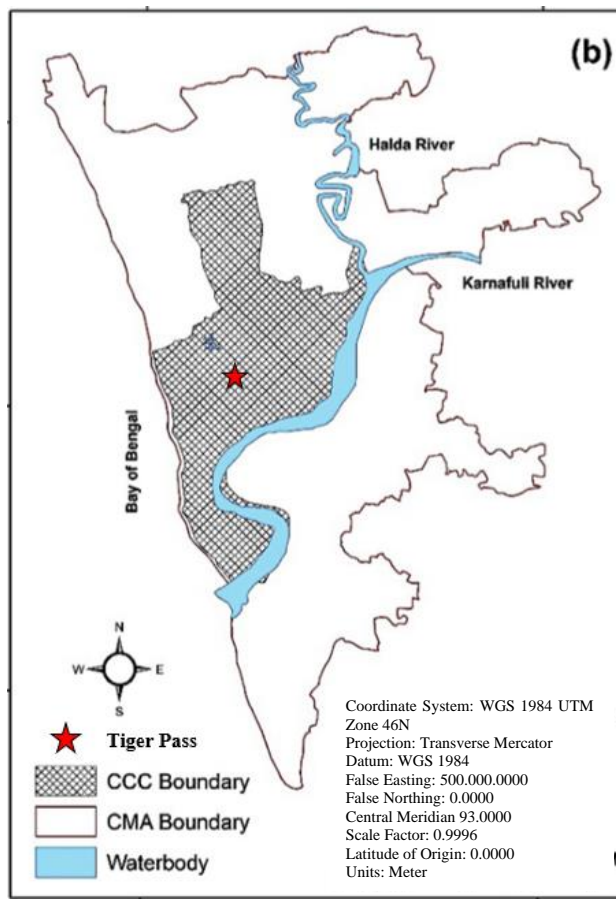 (b)
Halda River
Karnafuli River
Bay of Bengal
N
W E
S
Tiger Pass
CCC Boundary
CMA Boundary
Waterbody
Coordinate System: WGS 1984 UTM
Zone 46N
Projection: Transverse Mercator
Datum: WGS 1984
False Easting: 500.000.0000
False Northing: 0.0000
Central Meridian 93.0000
Scale Factor: 0.9996
Latitude of Origin: 0.0000
Units: Meter